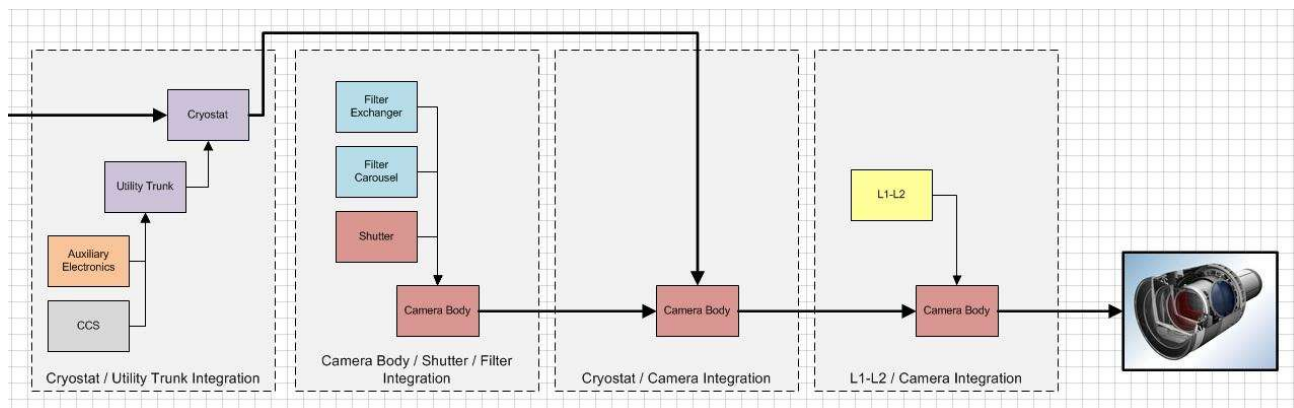 Cryostat
Utility Trunk
Auxiliary
Electronics
CCS
Cryostat / Utility Trunk Integration
Filter
Exchanger
Filter
Carousel
Shutter
Camera Body
Camera Body / Shutter / Filter
Integration
Camera Body
Cryostat / Camera Integration
L1-L2
Camera Body
L1-L2 / Camera Integration